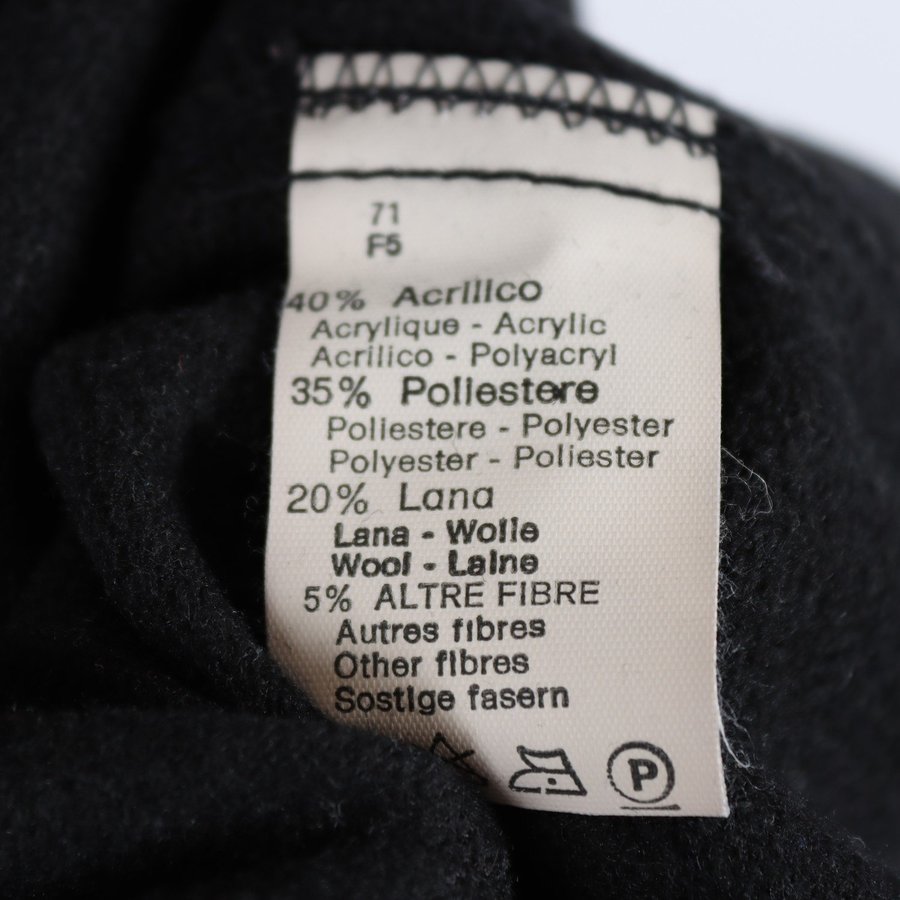 71
F5
40% Acrilico
Acrylique - Acrylic
Acrilico - Polyacryl
35% Poliestere
Poliestere - Polyester
Polyester - Poliester
20% Lana
Lana - Wolle
Wool - Laine
5% ALTRE FIBRE
Autres fibres
Other fibres
Sostige fasern
P